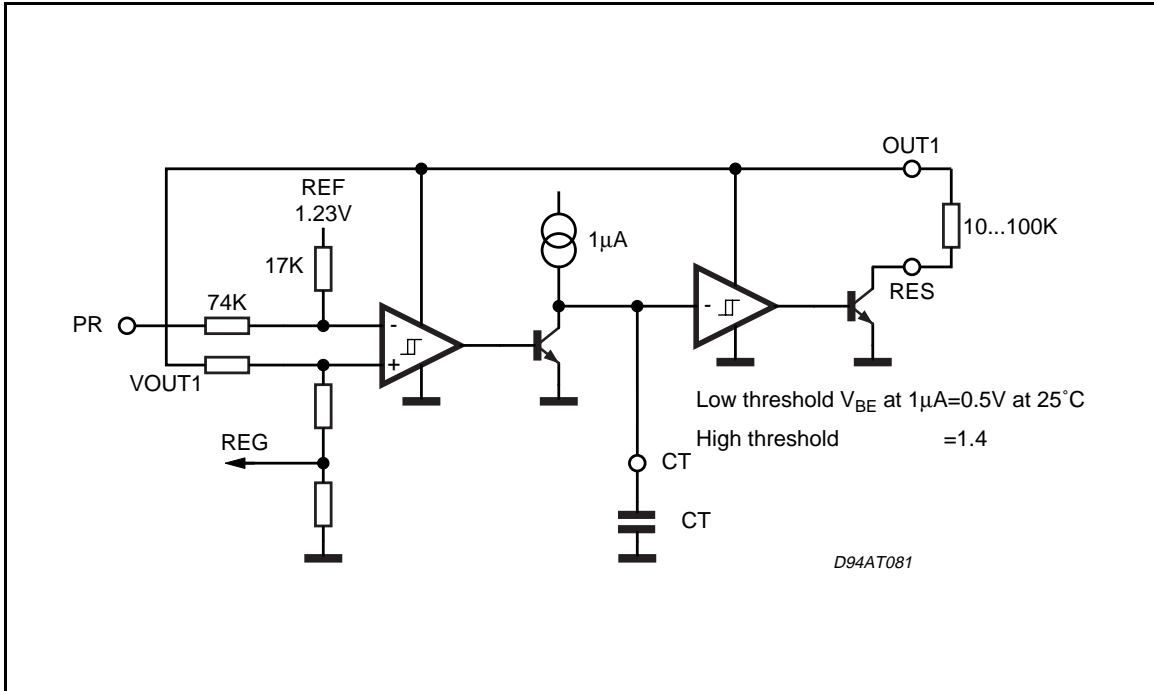 OUT1
REF
1.23V
1μA
10...100K
17K
RES
74K
PR
-
-
+
VOUT1
Low threshold VBE at 1μA=0.5V at 25˚C
High threshold =1.4
REG
CT
CT
D94AT081